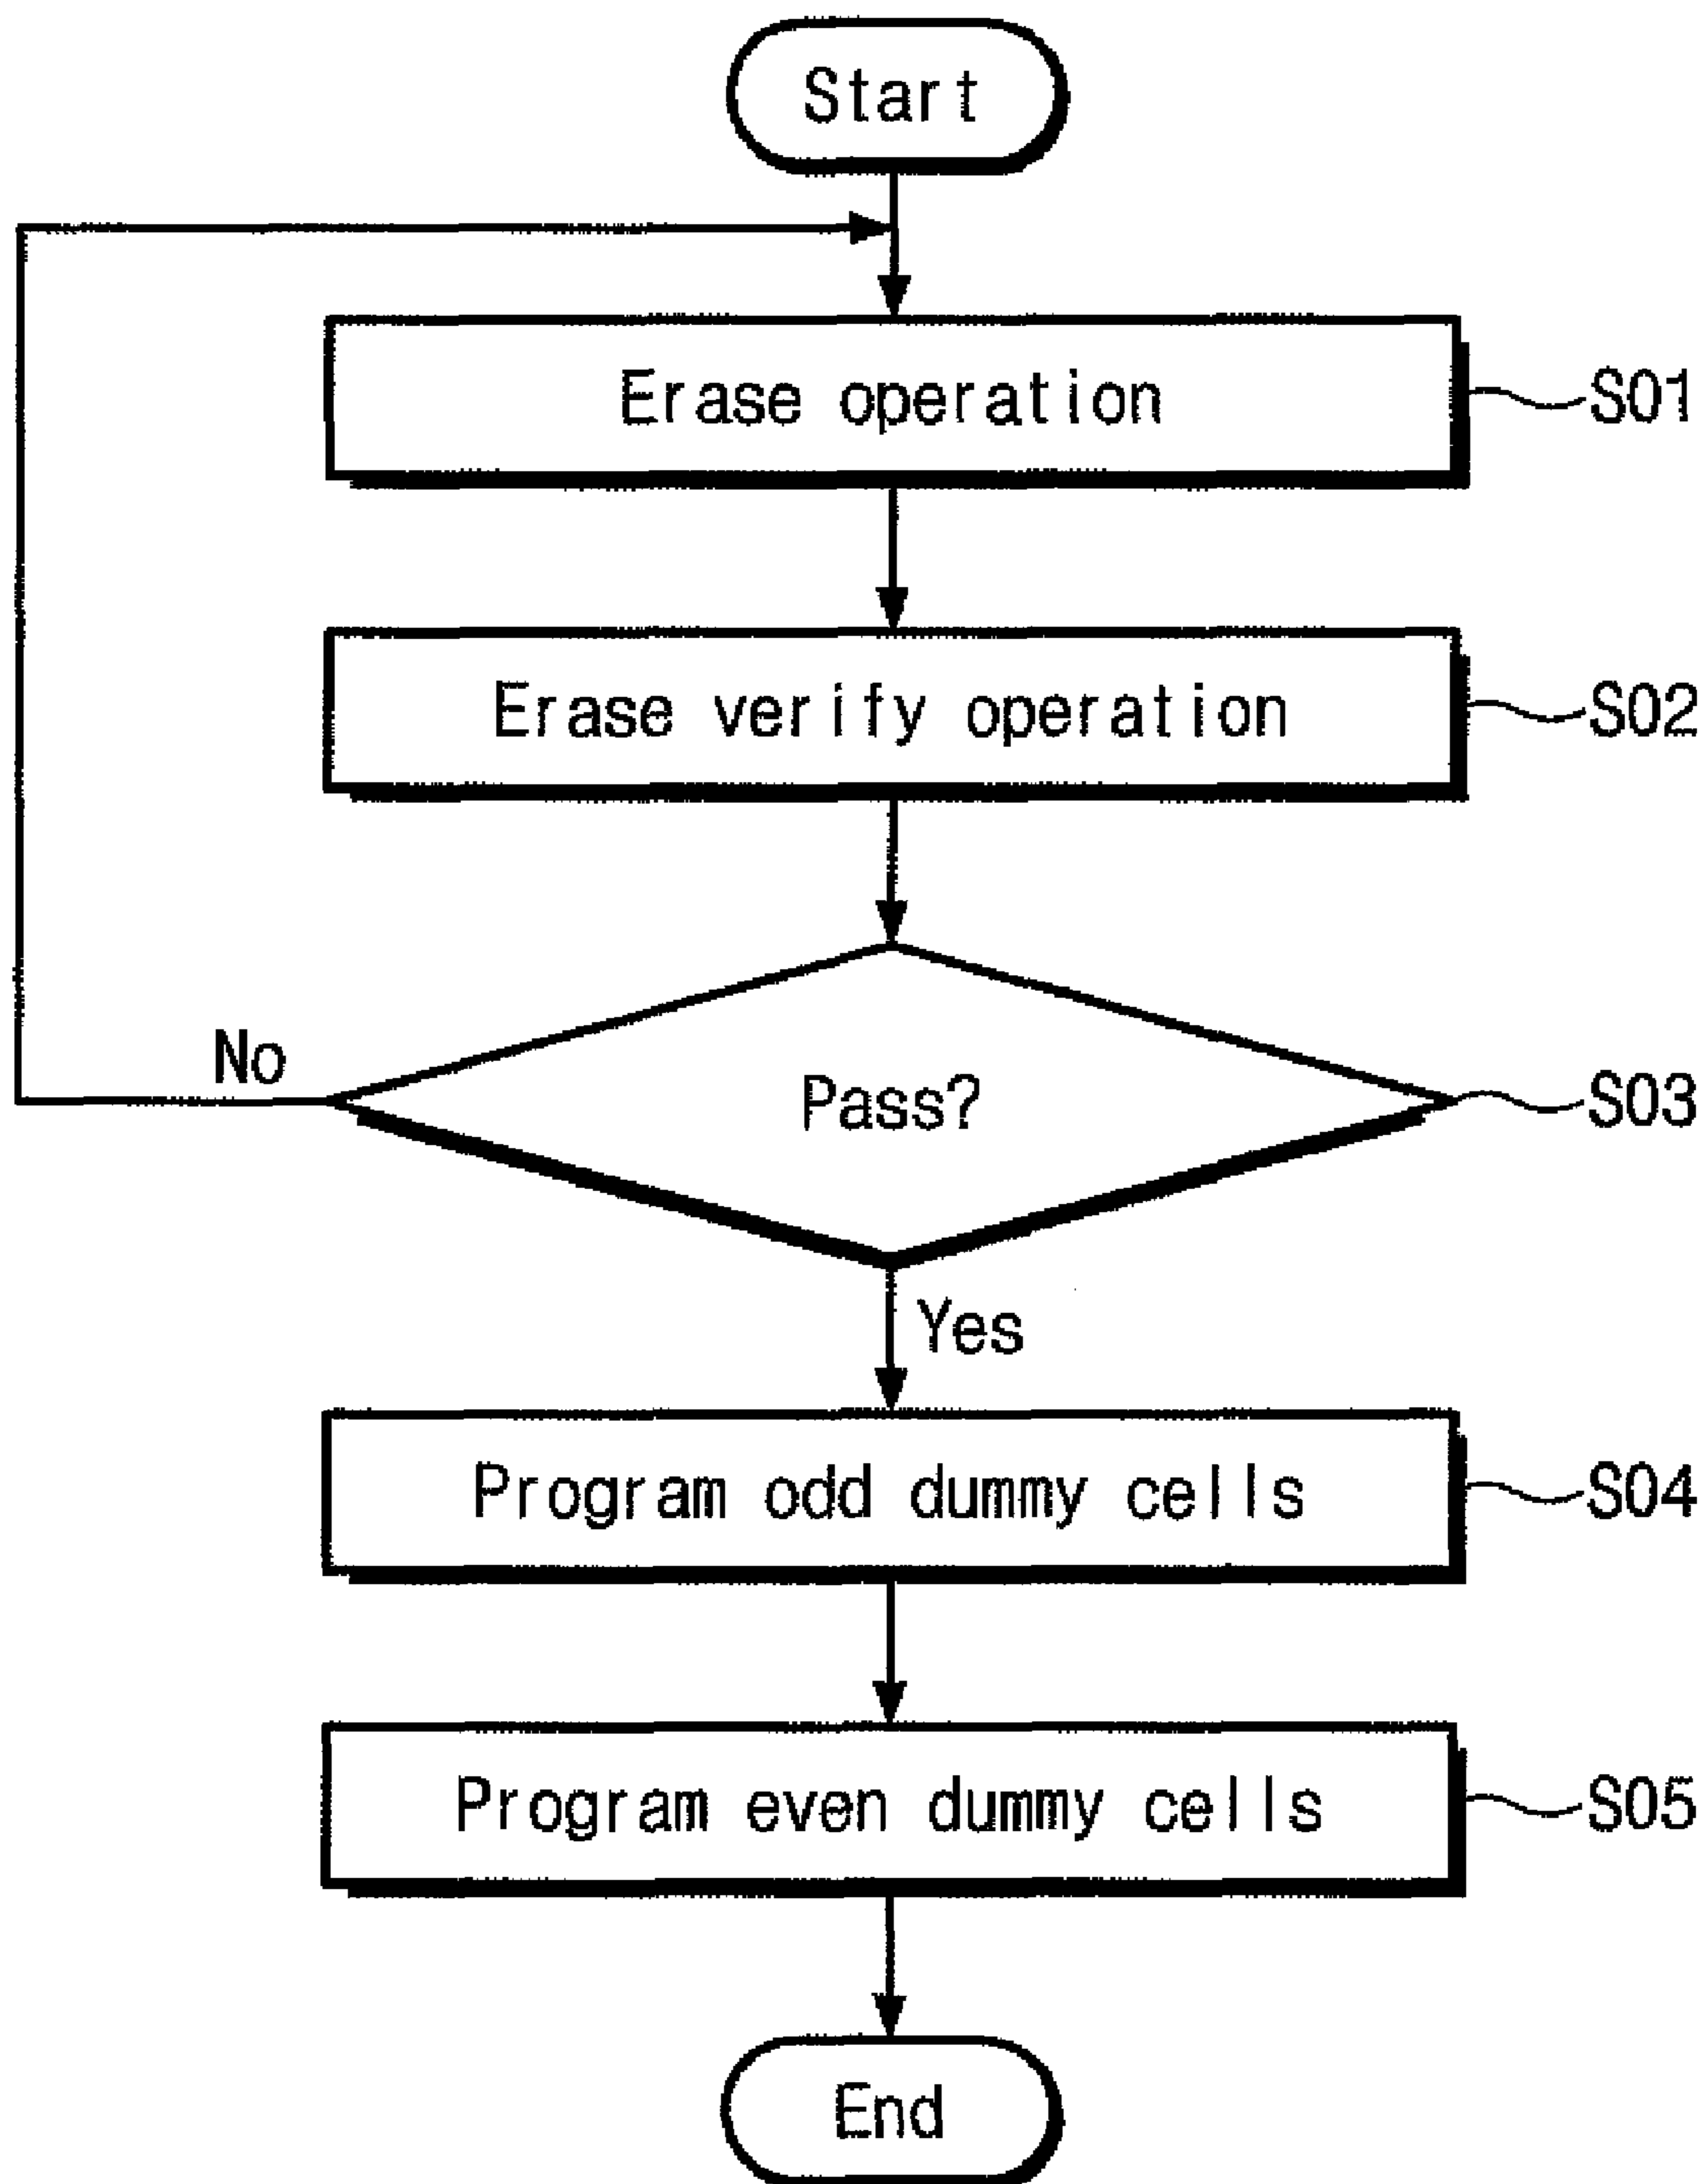 Start
Erase operation
S01
Erase verify operation
S02
No
Pass?
S03
Yes
Program odd dummy cells
S04
Program even dummy cells
S05
End